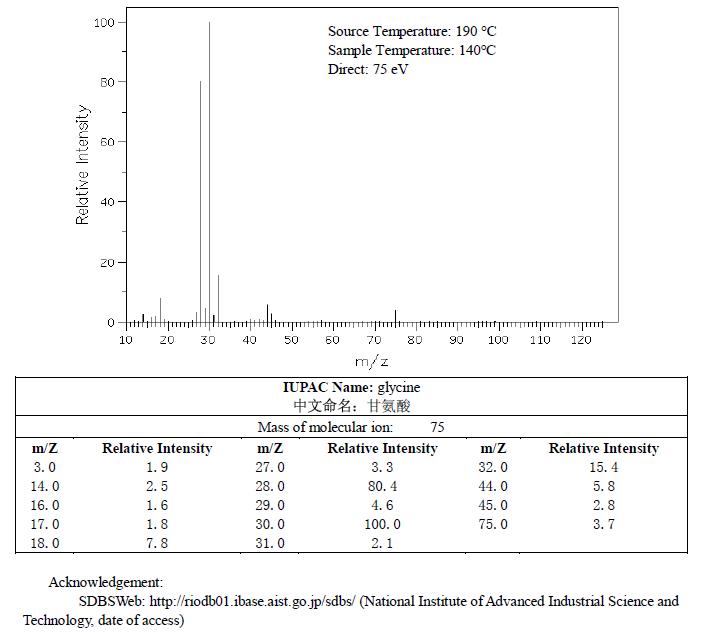 Source Temperature: 190 °C
Sample Temperature: 140℃
Direct: 75 eV
100
80
60
40
20
0
Relative Intensity
10 20 30 40 50 60 70 80 90 100 110 120
m/z
IUPAC Name: glycine
中文命名：甘氨酸
Mass of molecular ion: 75
m/Z Relative Intensity m/Z Relative Intensity m/Z Relative Intensity
3.0 1.9 27.0 3.3 32.0 15.4
14.0 2.5 28.0 80.4 44.0 5.8
16.0 1.6 29.0 4.6 45.0 2.8
17.0 1.8 30.0 100.0 75.0 3.7
18.0 7.8 31.0 2.1
Acknowledgement:
SDBSWeb: http://riodb01.ibase.aist.go.jp/sdbs/ (National Institute of Advanced Industrial Science and
Technology, date of access)